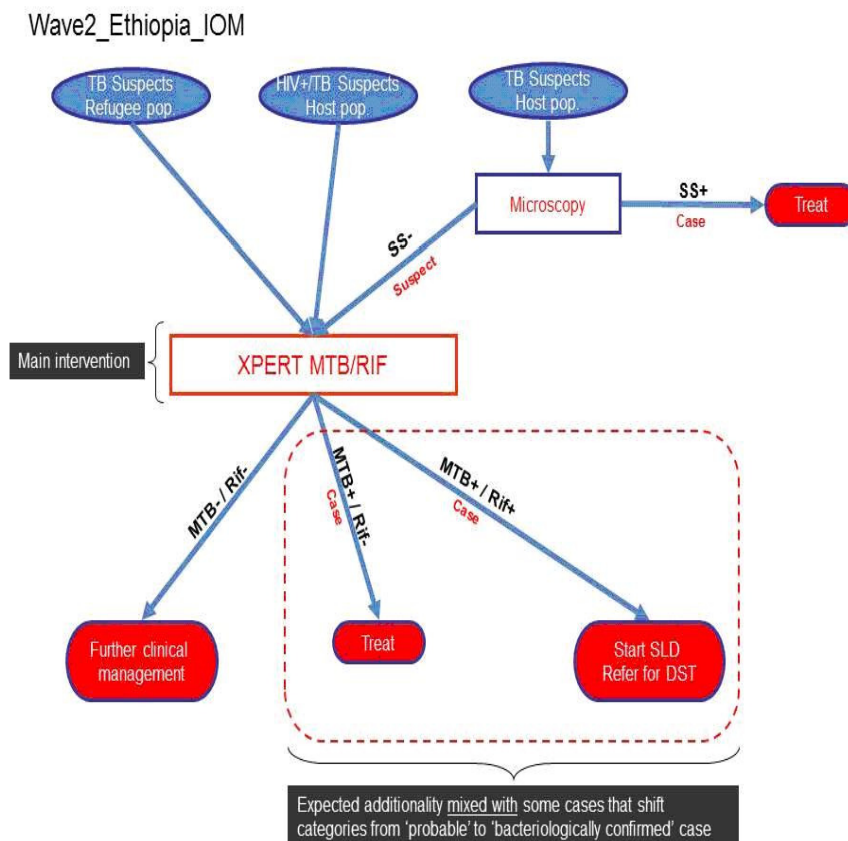 Wave2_Ethiopia_IOM
TB Suspects
Refugee pop.
HIV+/TB Suspects
Host pop.
TB Suspects
Host pop.
Microscopy
SS+
Case
Treat
SS-
Suspect
Main intervention
XPERT MTB/RIF
MTB- / Rif-
MTB+ / Rif-
Case
MTB+ / Rif+
Case
Further clinical
management
Treat
Start SLD
Refer for DST
Expected additionality mixed with some cases that shift
categories from ‘probable’ to ‘bacteriologically confirmed’ case